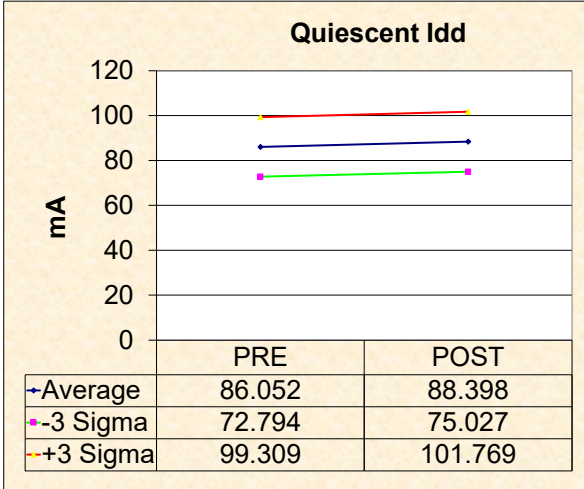 Quiescent Idd
120
100
80
60
40
20
0
mA
PRE POST
Average 86.052 88.398
-3 Sigma 72.794 75.027
+3 Sigma 99.309 101.769